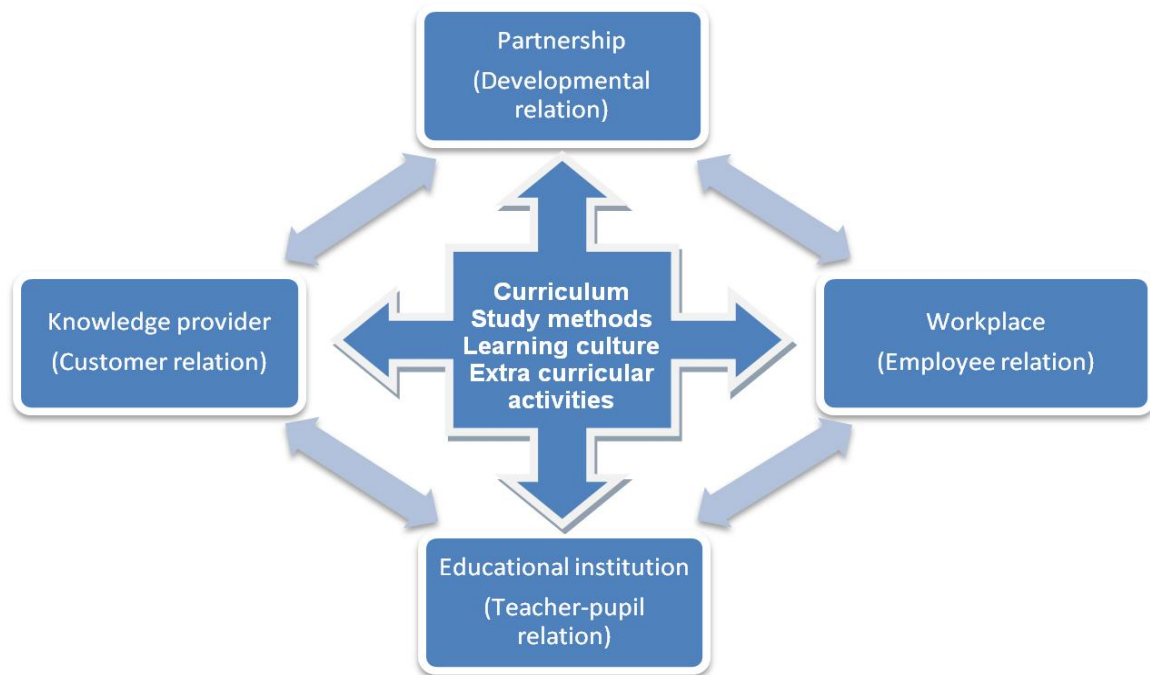 Partnership
(Developmental
relation)
Knowledge provider
(Customer relation)
Curriculum
Study methods
Learning culture
Extra curricular
activities
Workplace
(Employee relation)
Educational institution
(Teacher-pupil
relation)